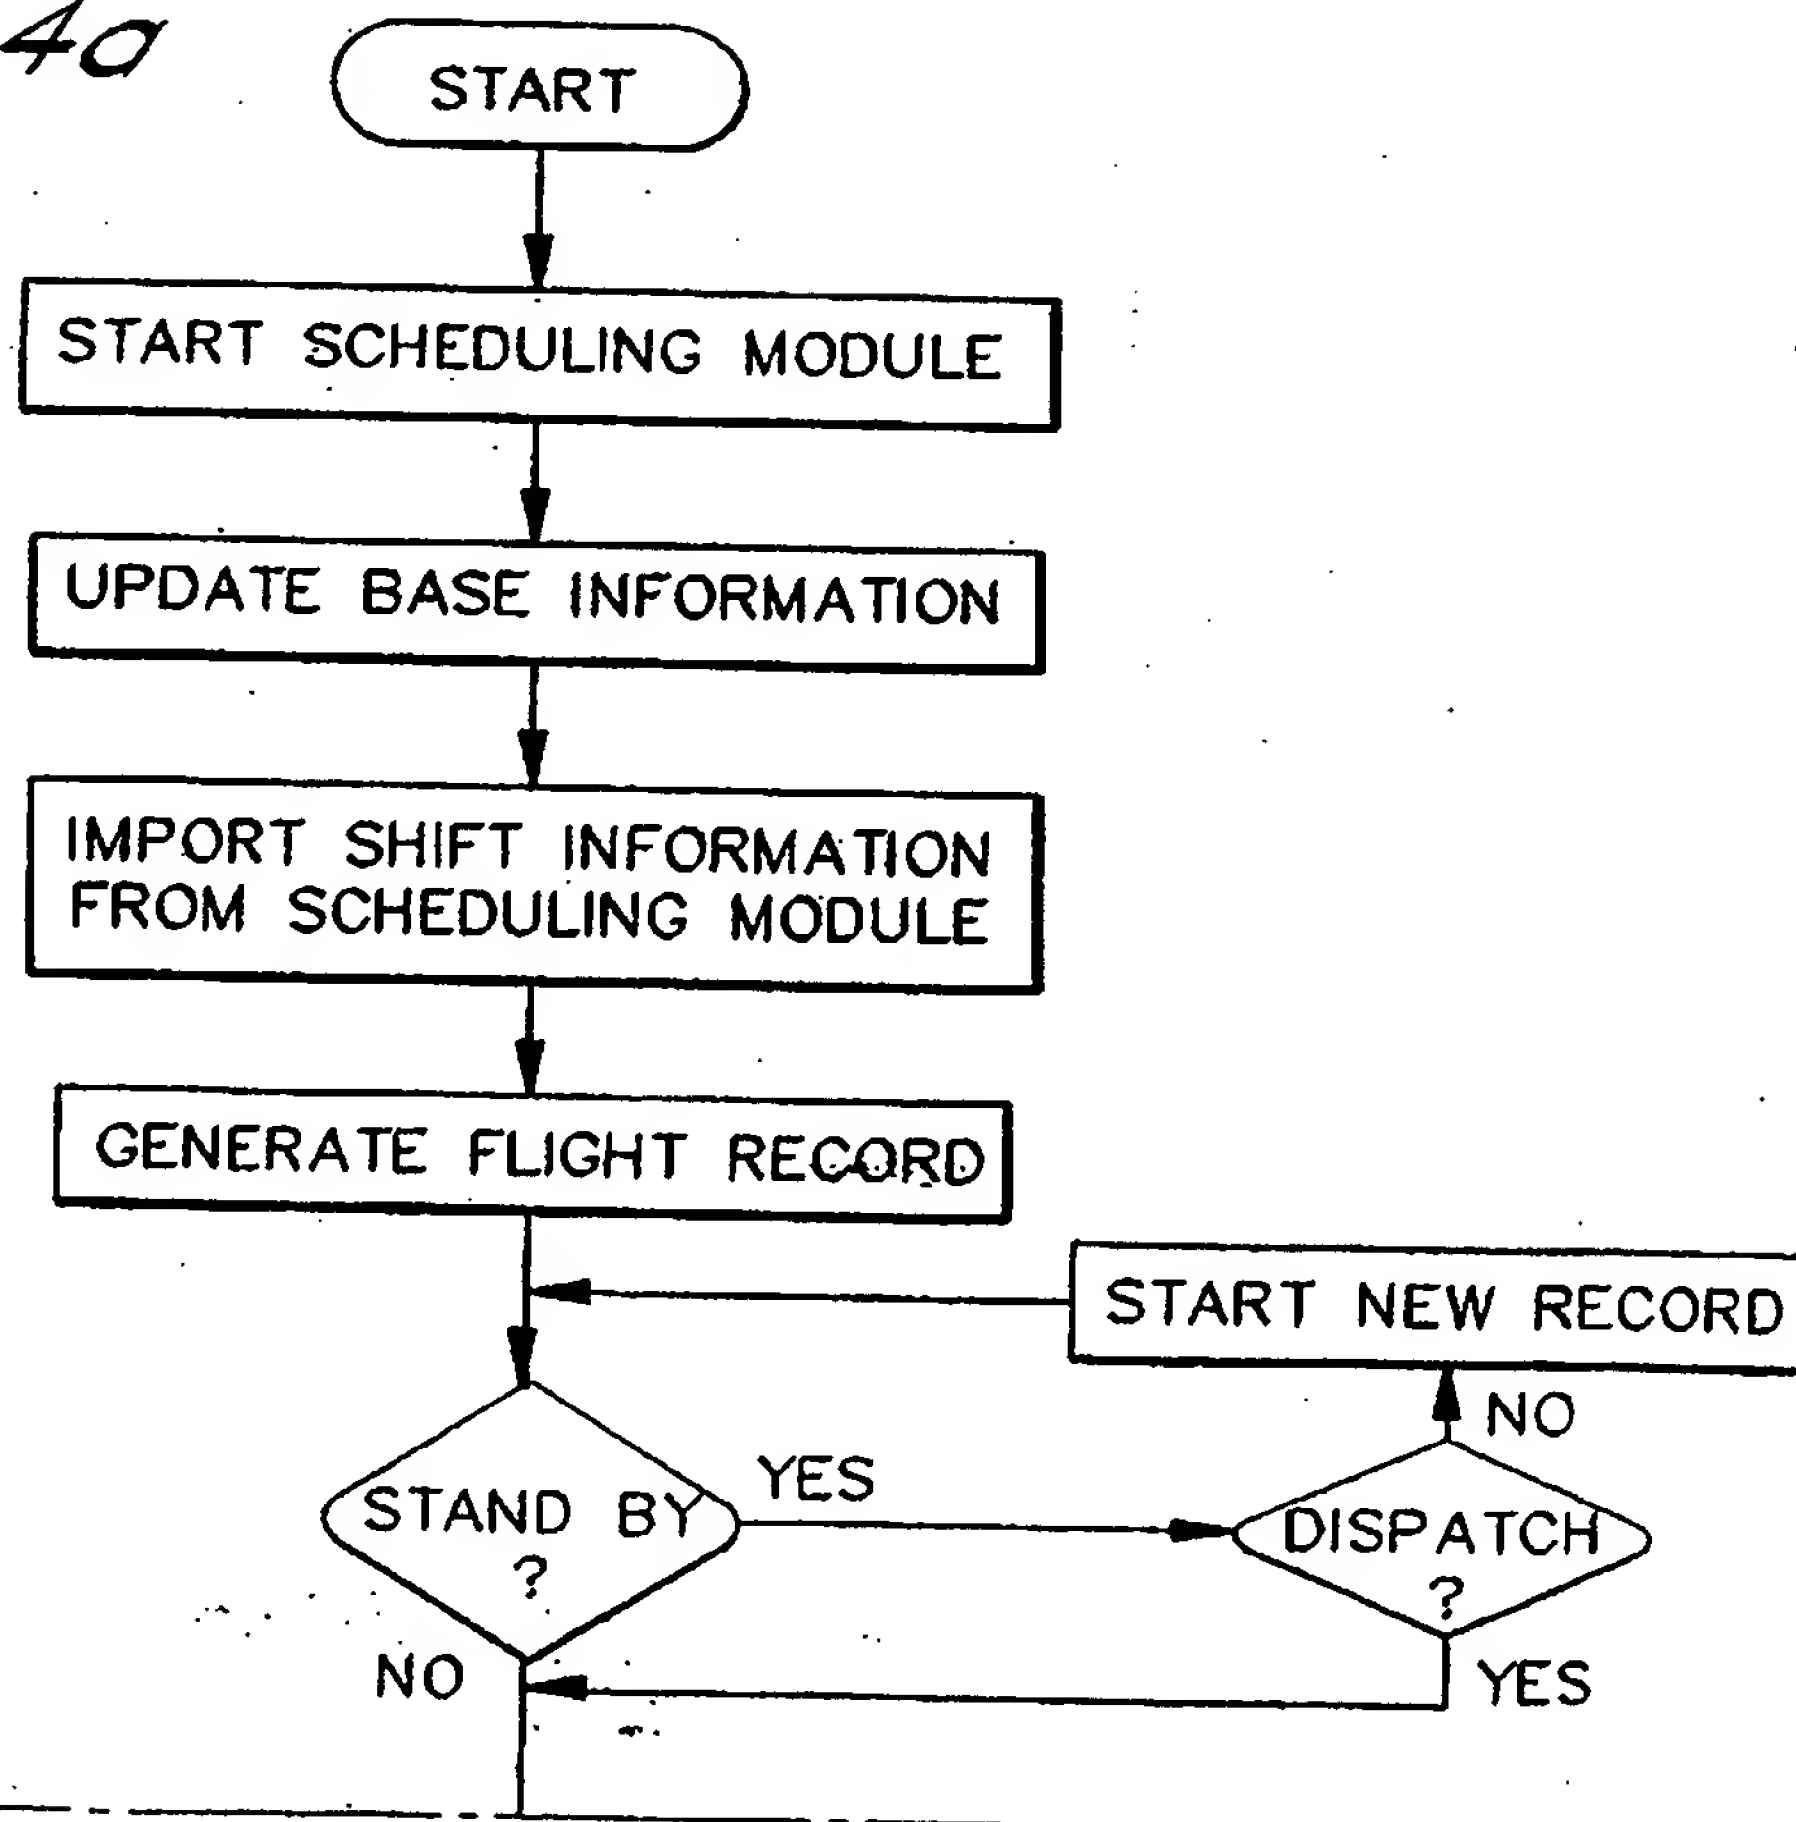 4a
START
START SCHEDULING MODULE
UPDATE BASE INFORMATION
IMPORT SHIFT INFORMATION
FROM SCHEDULING MODULE
GENERATE FLIGHT RECORD
START NEW RECORD
NO
YES
STAND BY
?
DISPATCH
?
NO
YES